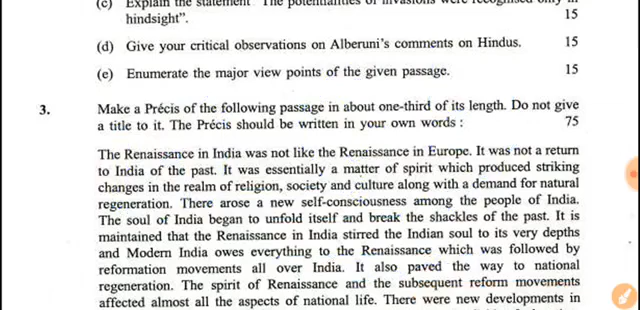 (c) Explain the statement "The potentialities of invasions were recognised only in
hindsight". 15
(d) Give your critical observations on Alberuni's comments on Hindus. 15
(e) Enumerate the major view points of the given passage. 15
3. Make a Précis of the following passage in about one-third of its length. Do not give
a title to it. The Précis should be written in your own words : 75
The Renaissance in India was not like the Renaissance in Europe. It was not a return
to India of the past. It was essentially a matter of spirit which produced striking
changes in the realm of religion, society and culture along with a demand for natural
regeneration. There arose a new self-consciousness among the people of India.
The soul of India began to unfold itself and break the shackles of the past. It is
maintained that the Renaissance in India stirred the Indian soul to its very depths
and Modern India owes everything to the Renaissance which was followed by
reformation movements all over India. It also paved the way to national
regeneration. The spirit of Renaissance and the subsequent reform movements
affected almost all the aspects of national life. There were new developments in